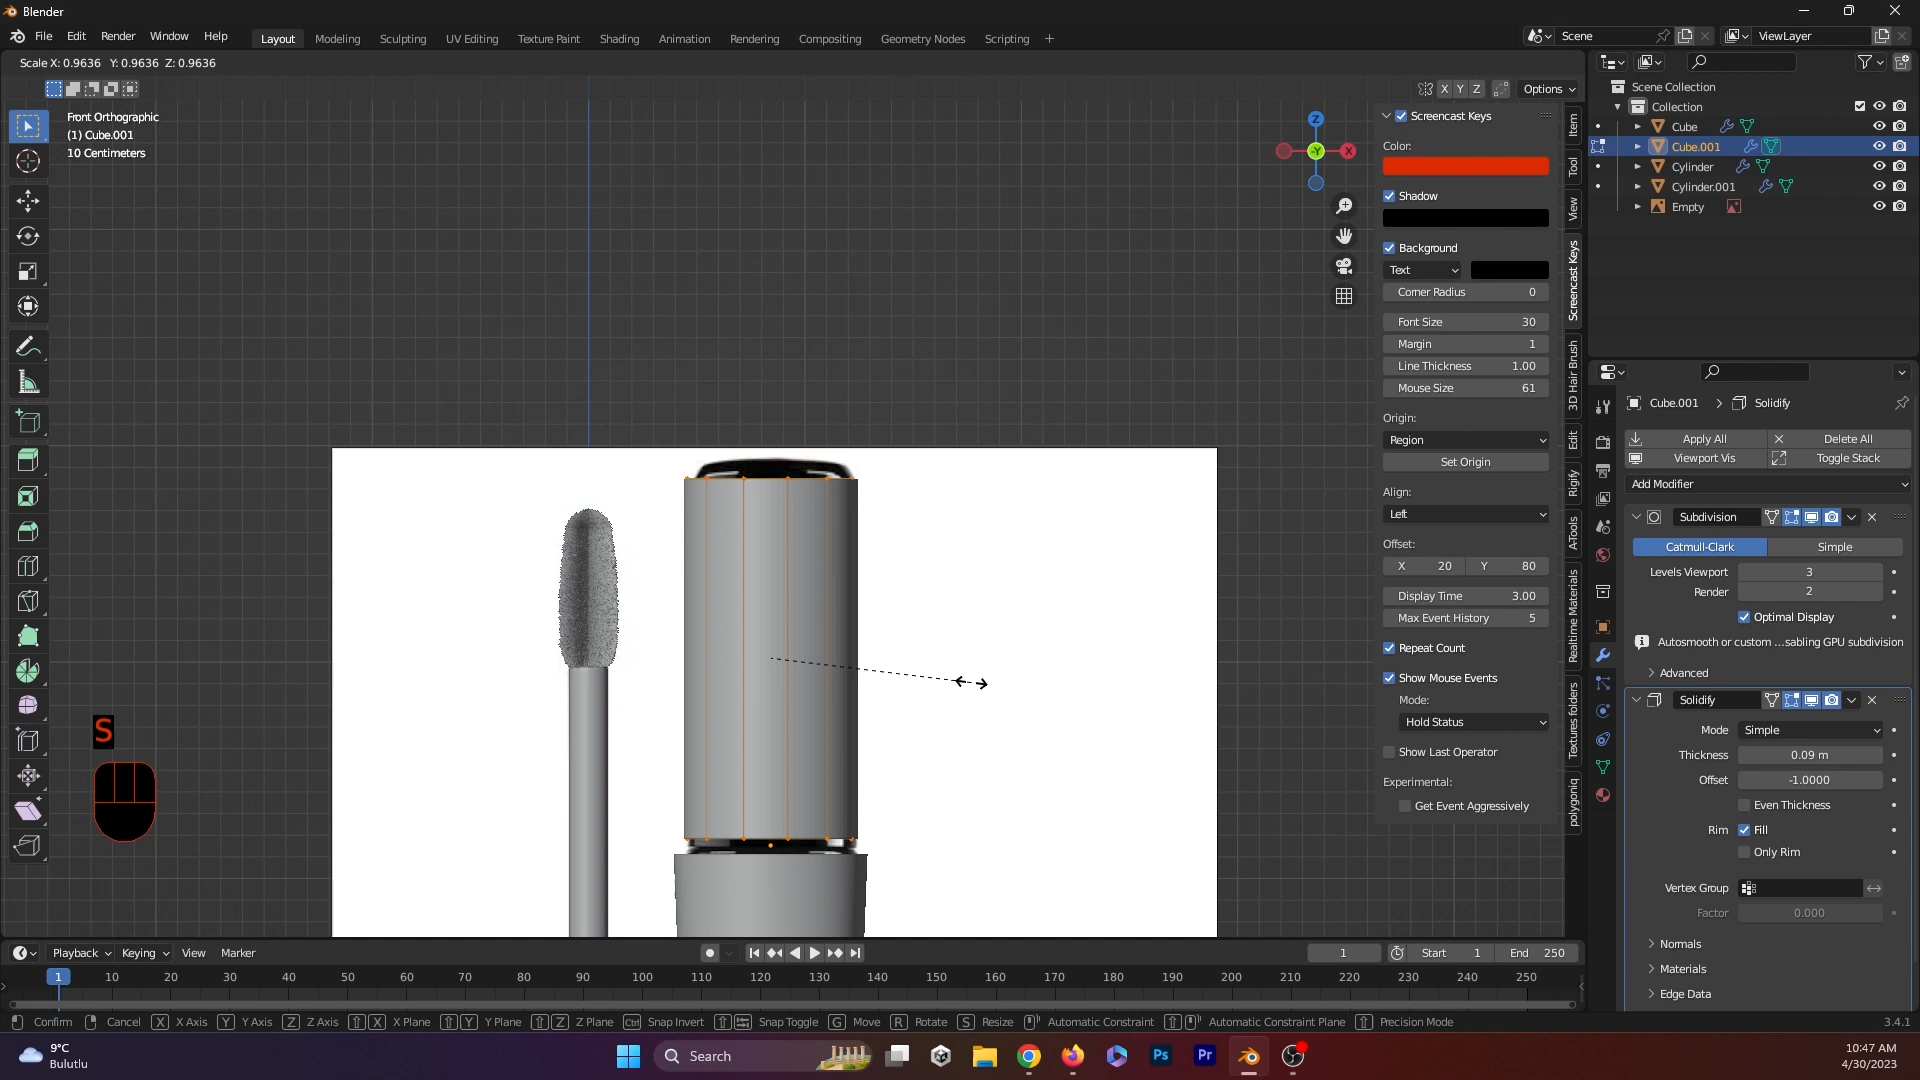 Blender
File Edit Render Window Help
Layout Modeling Sculpting UV Editing Texture Paint Shading Animation Rendering Compositing Geometry Nodes Scripting
Scene
ViewLayer
Scale X: 0.9636 Y: 0.9636 Z: 0.9636
X Y Z
Options
Front Orthographic
(1) Cube.001
10 Centimeters
Z
-Y
X
Screencast Keys
Color:
Shadow
Background
Text
Corner Radius 0
Font Size 30
Margin 1
Line Thickness 1.00
Mouse Size 61
Origin:
Region
Set Origin
Align:
Left
Offset:
X 20 Y 80
Display Time 3.00
Max Event History 5
Repeat Count
Show Mouse Events
Mode:
Hold Status
Show Last Operator
Experimental:
Get Event Aggressively
Item
Tool
View
Screencast Keys
3D Hair Brush
Edit
Rigify
A-Tools
Realtime Materials
Textures folders
polygoniq
Scene Collection
Collection
Cube
Cube.001
Cylinder
Cylinder.001
Empty
Cube.001 > Solidify
Apply All Delete All
Viewport Vis Toggle Stack
Add Modifier
Subdivision
Catmull-Clark Simple
Levels Viewport 3
Render 2
Optimal Display
Autosmooth or custom ...sabling GPU subdivision
Advanced
Solidify
Mode Simple
Thickness 0.09 m
Offset -1.0000
Even Thickness
Rim Fill
Only Rim
Vertex Group
Factor 0.000
Normals
Materials
Edge Data
S
Playback Keying View Marker
1 Start 1 End 250
1 10 20 30 40 50 60 70 80 90 100 110 120 130 140 150 160 170 180 190 200 210 220 230 240 250
Confirm Cancel X X Axis Y Y Axis Z Z Axis X X Plane Y Y Plane Z Z Plane Ctrl Snap Invert Snap Toggle G Move R Rotate S Resize Automatic Constraint Automatic Constraint Plane Precision Mode
3.4.1
9°C
Bulutlu
Search
Ps
Pr
10:47 AM
4/30/2023